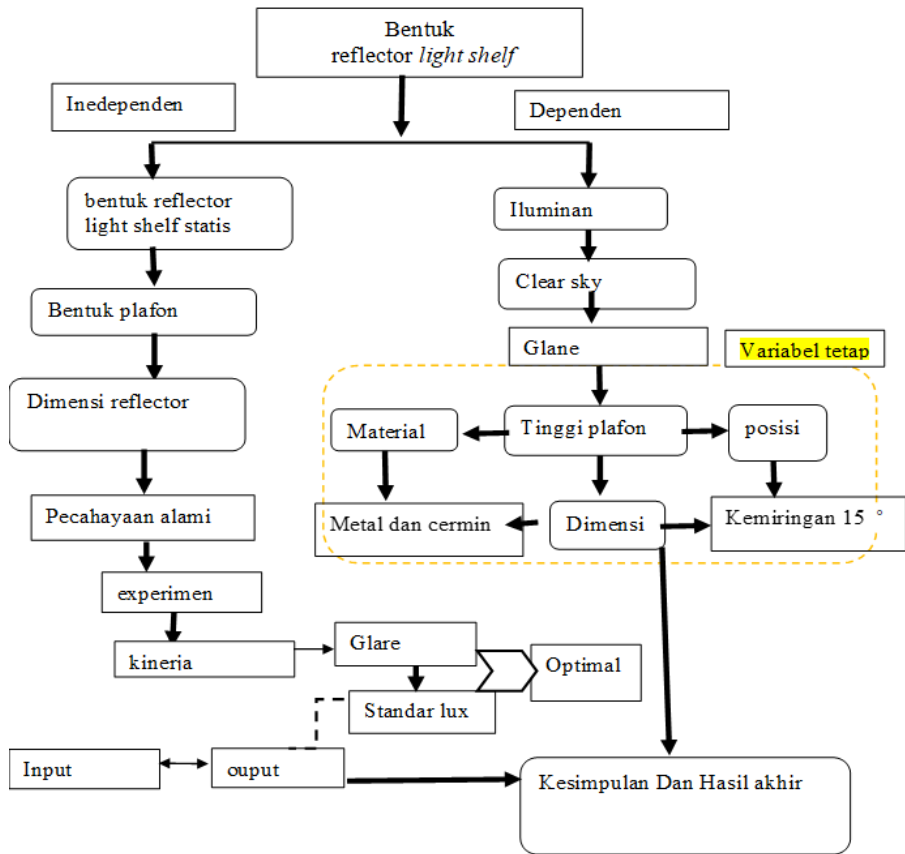 Bentuk
reflector light shelf
Inedependen
Dependen
bentuk reflector
light shelf statis
Iluminan
Clear sky
Bentuk plafon
Glane
Variabel tetap
Dimensi reflector
Material
Tinggi plafon
posisi
Pecahayaan alami
Metal dan cermin
Dimensi
Kemiringan 15 °
experimen
kinerja
Glare
Optimal
Standar lux
Input
ouput
Kesimpulan Dan Hasil akhir